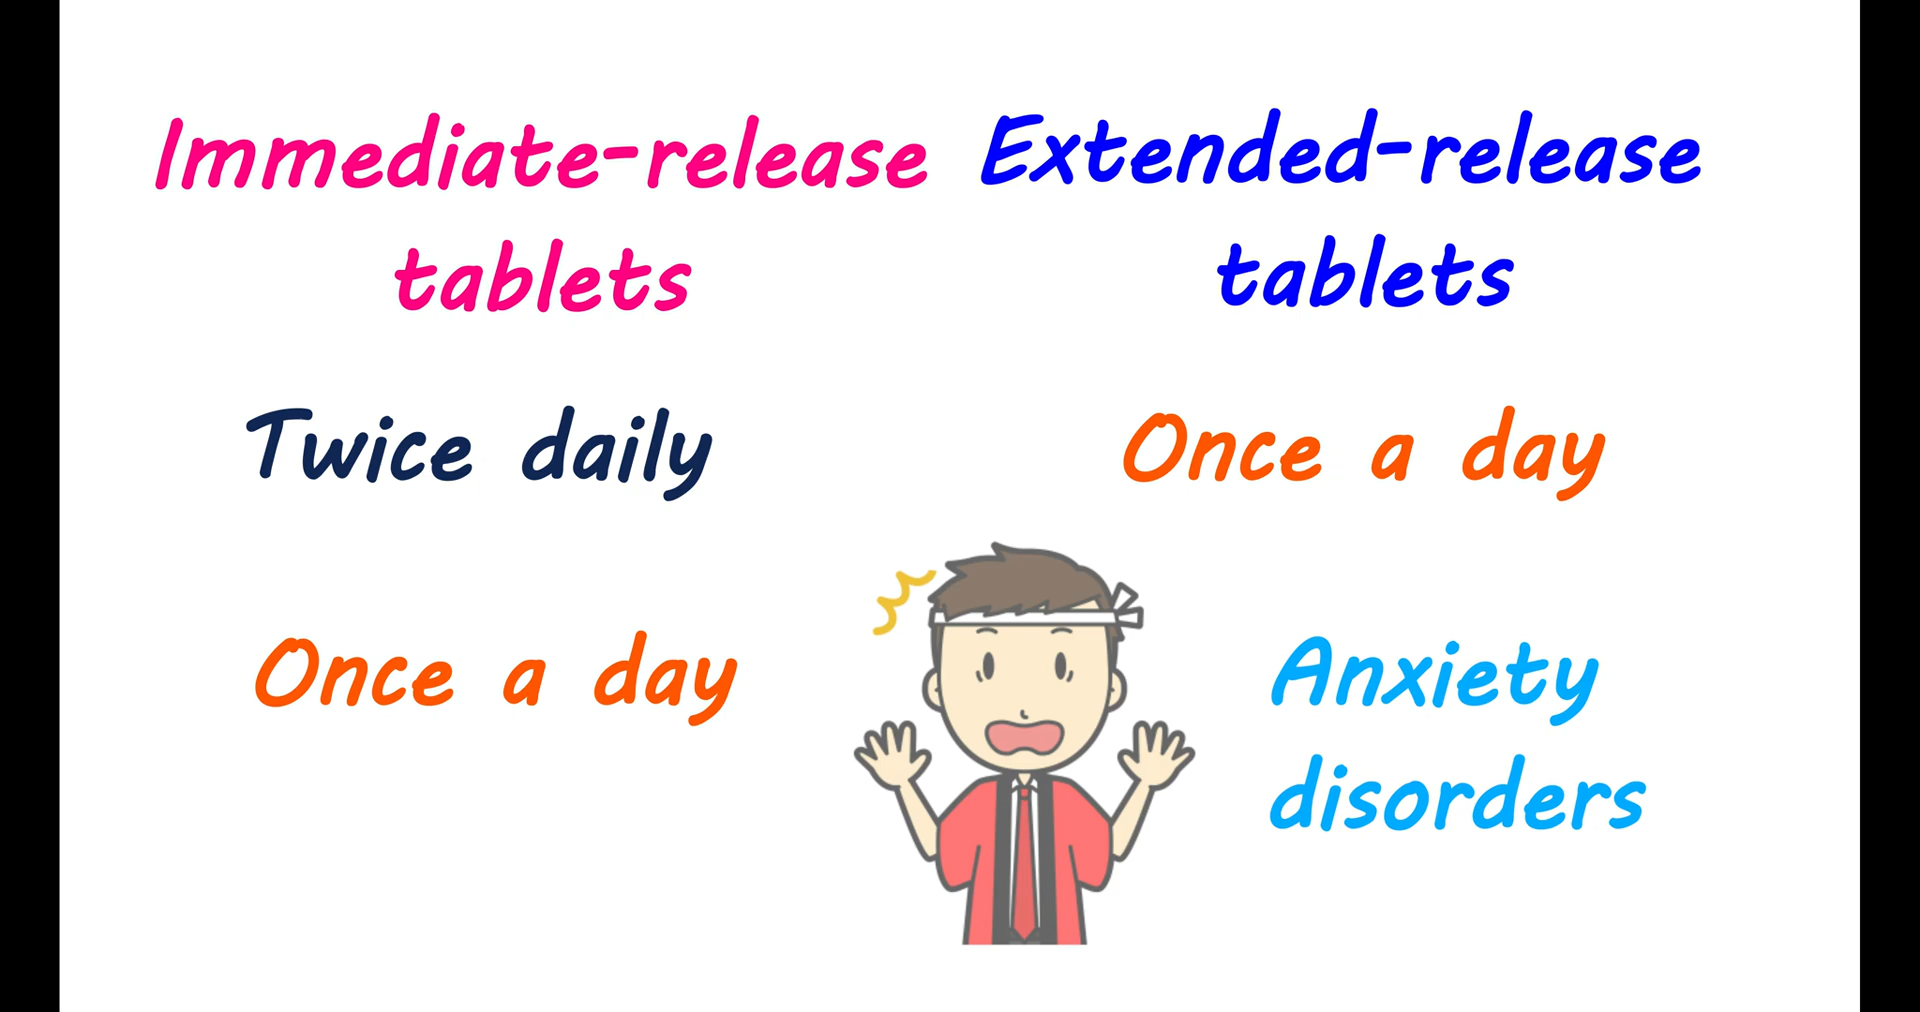 Immediate-release
tablets
Extended-release
tablets
Twice daily
Once a day
Once a day
Anxiety
disorders